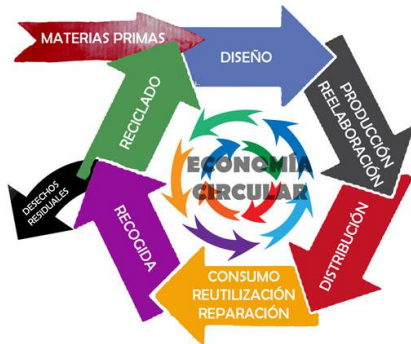 MATERIAS PRIMAS
DISEÑO
PRODUCCIÓN
REELABORACIÓN
DISTRIBUCIÓN
CONSUMO
REUTILIZACIÓN
REPARACIÓN
RECOGIDA
DESECHOS
RESIDUALES
RECICLADO
ECONOMÍA
CIRCULAR